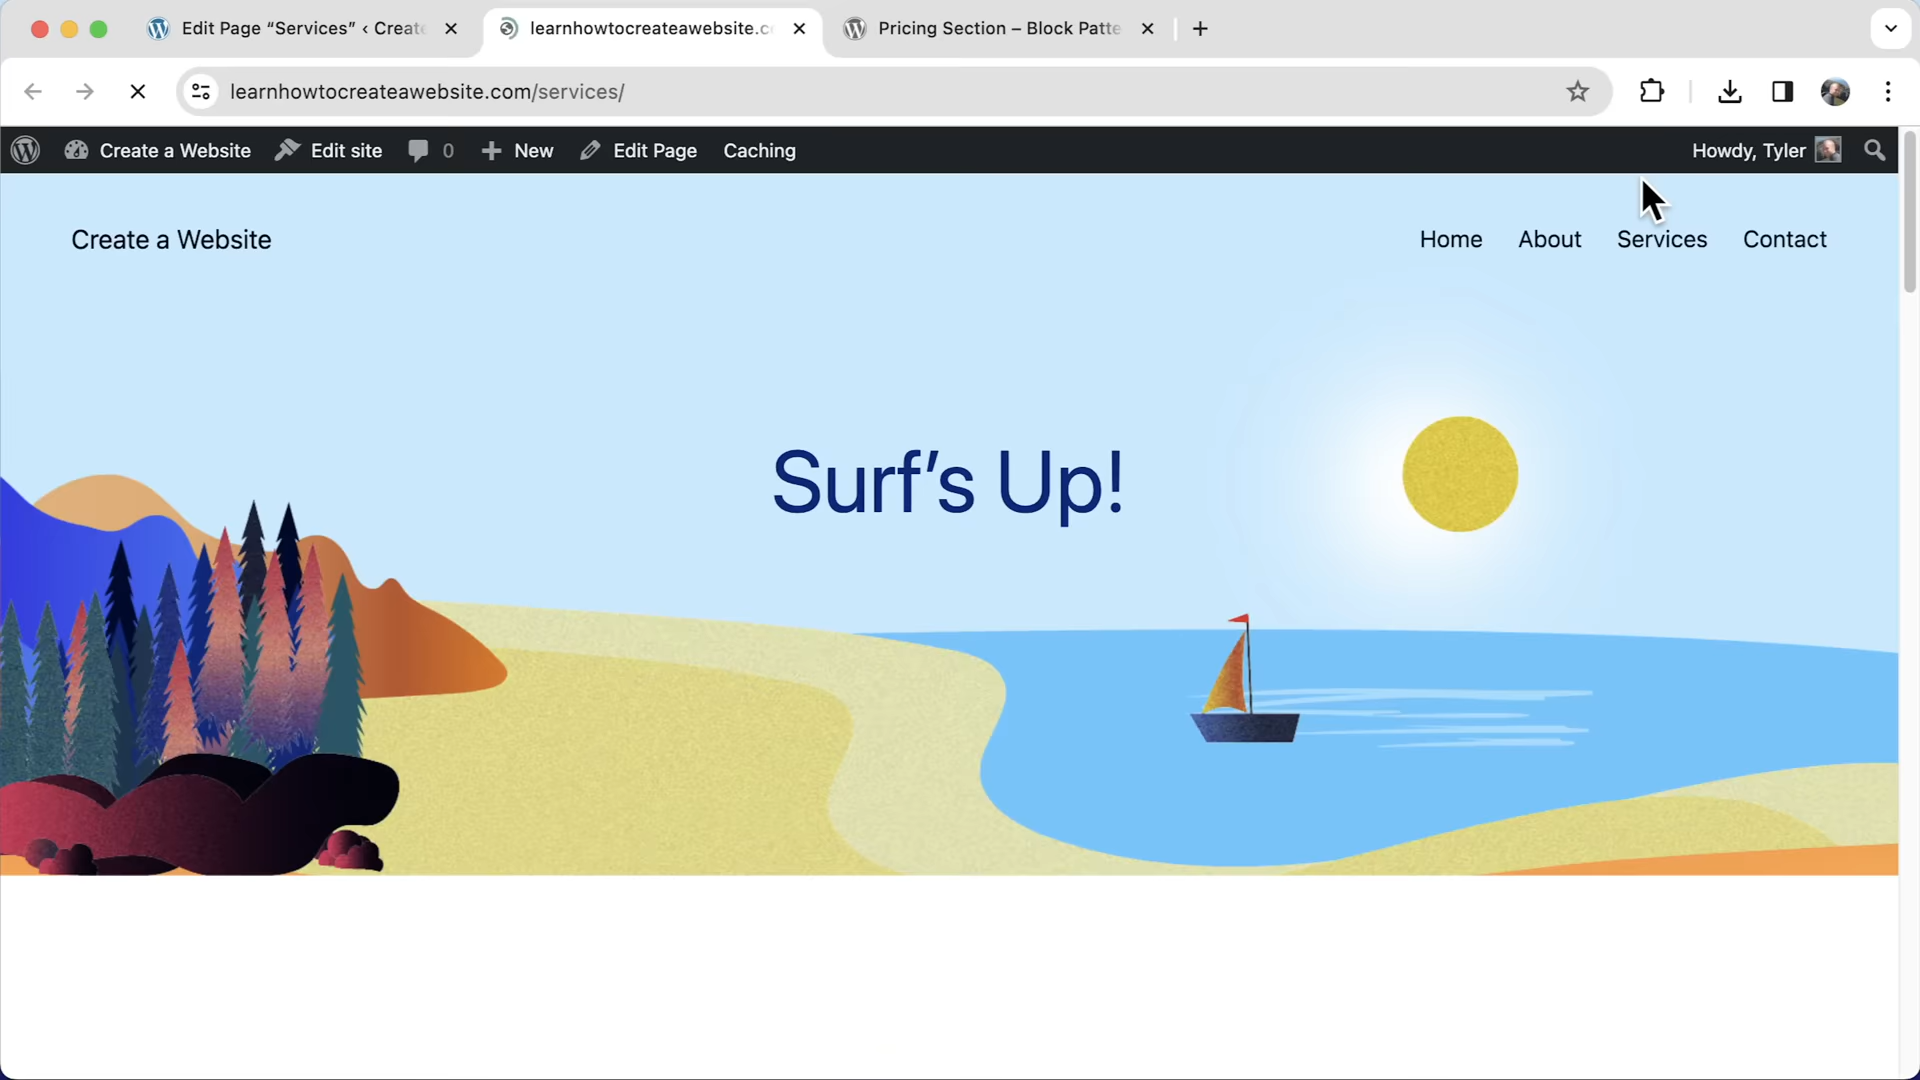 Edit Page “Services” ‹ Create
learnhowtocreateawebsite.c
Pricing Section – Block Patte
learnhowtocreateawebsite.com/services/
Create a Website
Edit site
0
New
Edit Page
Caching
Howdy, Tyler
Create a Website
Home
About
Services
Contact
Surf’s Up!